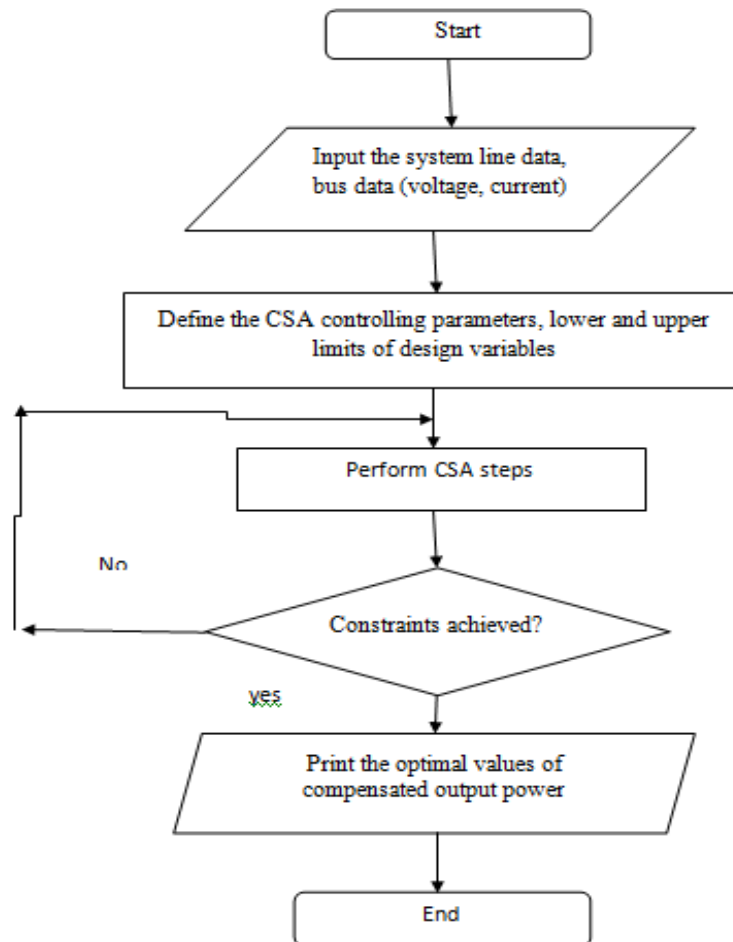 Start
Input the system line data,
bus data (voltage, current)
Define the CSA controlling parameters, lower and upper
limits of design variables
Perform CSA steps
No
Constraints achieved?
yes
Print the optimal values of
compensated output power
End